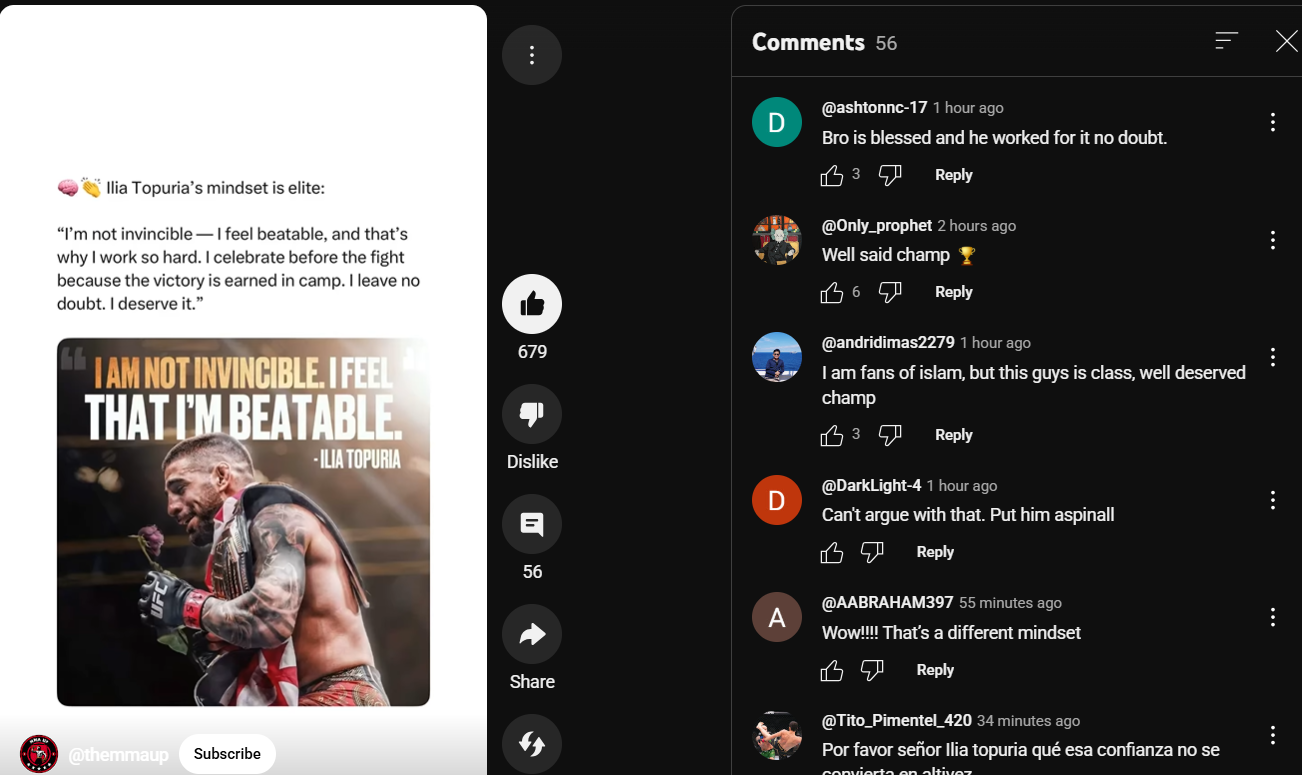 🧠👏 Ilia Topuria’s mindset is elite:
“I’m not invincible — I feel beatable, and that’s
why I work so hard. I celebrate before the fight
because the victory is earned in camp. I leave no
doubt. I deserve it.”
I AM NOT INVINCIBLE. I FEEL
THAT I'M BEATABLE.
- ILIA TOPURIA
UFC
MMA UP
@themmaup
Subscribe
679
Dislike
56
Share
Comments 56
D
@ashtonnc-17 1 hour ago
Bro is blessed and he worked for it no doubt.
3
Reply
@Only_prophet 2 hours ago
Well said champ 🏆
6
Reply
@andridimas2279 1 hour ago
I am fans of islam, but this guys is class, well deserved
champ
3
Reply
D
@DarkLight-4 1 hour ago
Can't argue with that. Put him aspinall
Reply
A
@AABRAHAM397 55 minutes ago
Wow!!!! That’s a different mindset
Reply
@Tito_Pimentel_420 34 minutes ago
Por favor señor Ilia topuria qué esa confianza no se
convierta en altivez